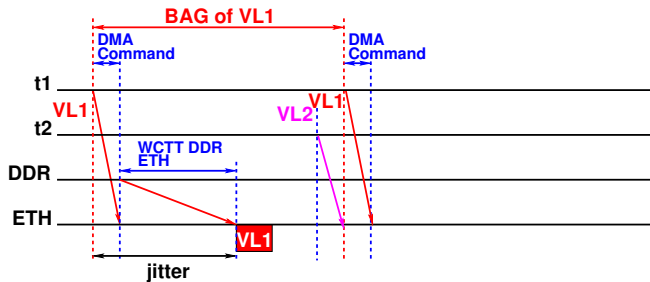 BAG of VL1
DMA
Command
DMA
Command
t1
VL1
VL2
VL1
t2
WCTT DDR
ETH
DDR
ETH
VL1
jitter